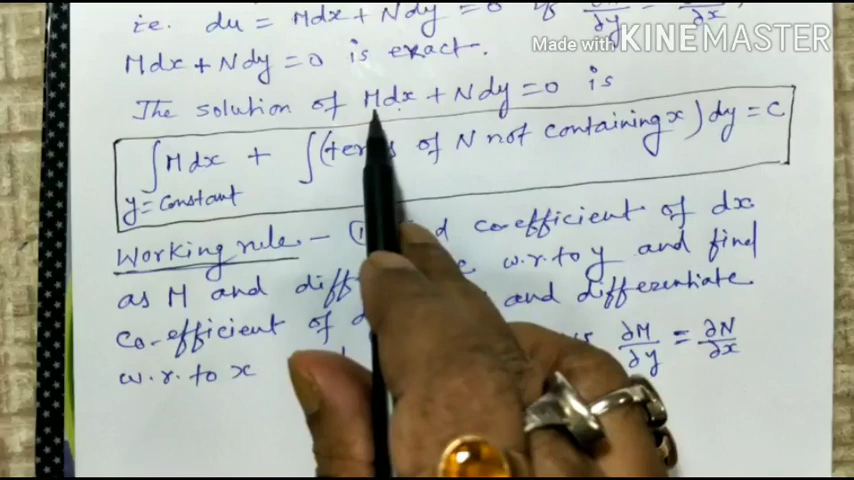 i.e. du = Mdx + Ndy = 0 if ∂M/∂y = ∂N/∂x,
Made with KINEMASTER
Mdx + Ndy = 0 is exact.
The solution of Mdx + Ndy = 0 is
∫Mdx + ∫(terms of N not containing x) dy = C
y = constant
Working rule - coefficient of dx
as M and w.r.to y and find
co-efficient of and differentiate
w.r.to x ∂M/∂y = ∂N/∂x